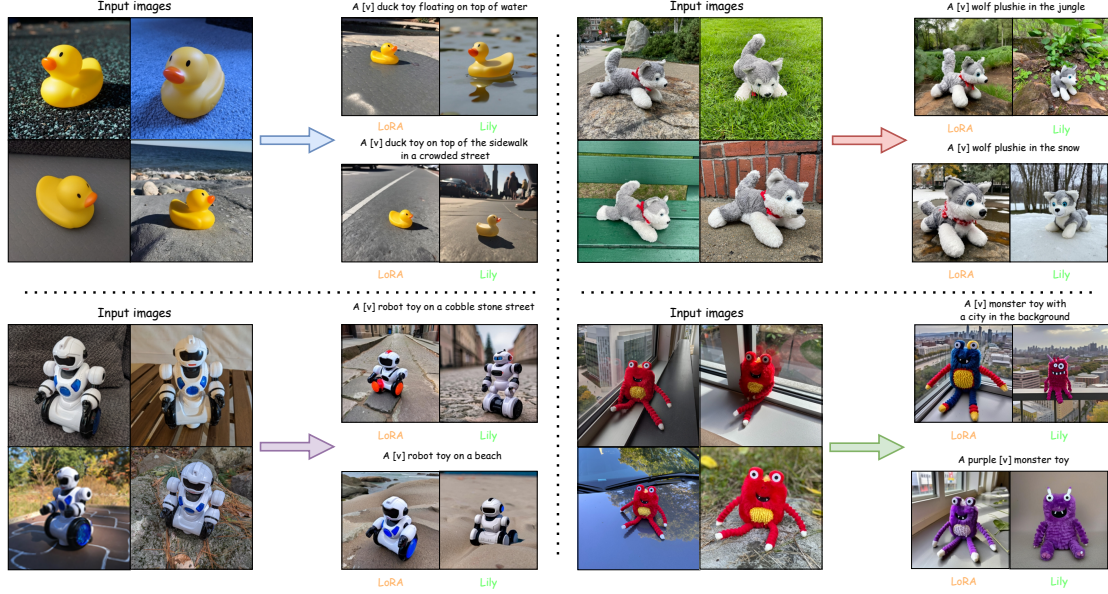 Input images
A [v] duck toy floating on top of water
LoRA
Lily
A [v] duck toy on top of the sidewalk
in a crowded street
LoRA
Lily
Input images
A [v] wolf plushie in the jungle
LoRA
Lily
A [v] wolf plushie in the snow
LoRA
Lily
Input images
A [v] robot toy on a cobble stone street
LoRA
Lily
A [v] robot toy on a beach
LoRA
Lily
Input images
A [v] monster toy with
a city in the background
LoRA
Lily
A purple [v] monster toy
LoRA
Lily